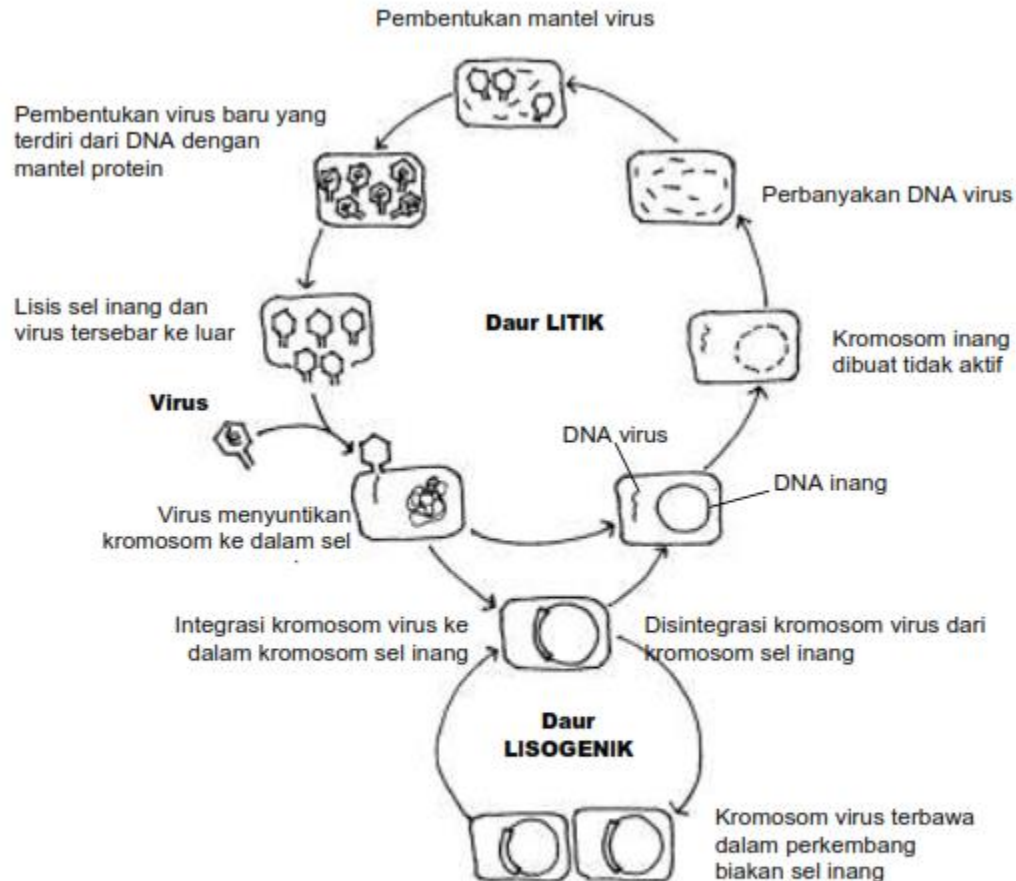 Pembentukan mantel virus
Pembentukan virus baru yang
terdiri dari DNA dengan
mantel protein
Perbanyakan DNA virus
Lisis sel inang dan
virus tersebar ke luar
Daur LITIK
Kromosom inang
dibuat tidak aktif
Virus
DNA virus
DNA inang
Virus menyuntikan
kromosom ke dalam sel
Integrasi kromosom virus ke
dalam kromosom sel inang
Disintegrasi kromosom virus dari
kromosom sel inang
Daur
LISOGENIK
Kromosom virus terbawa
dalam perkembang
biakan sel inang